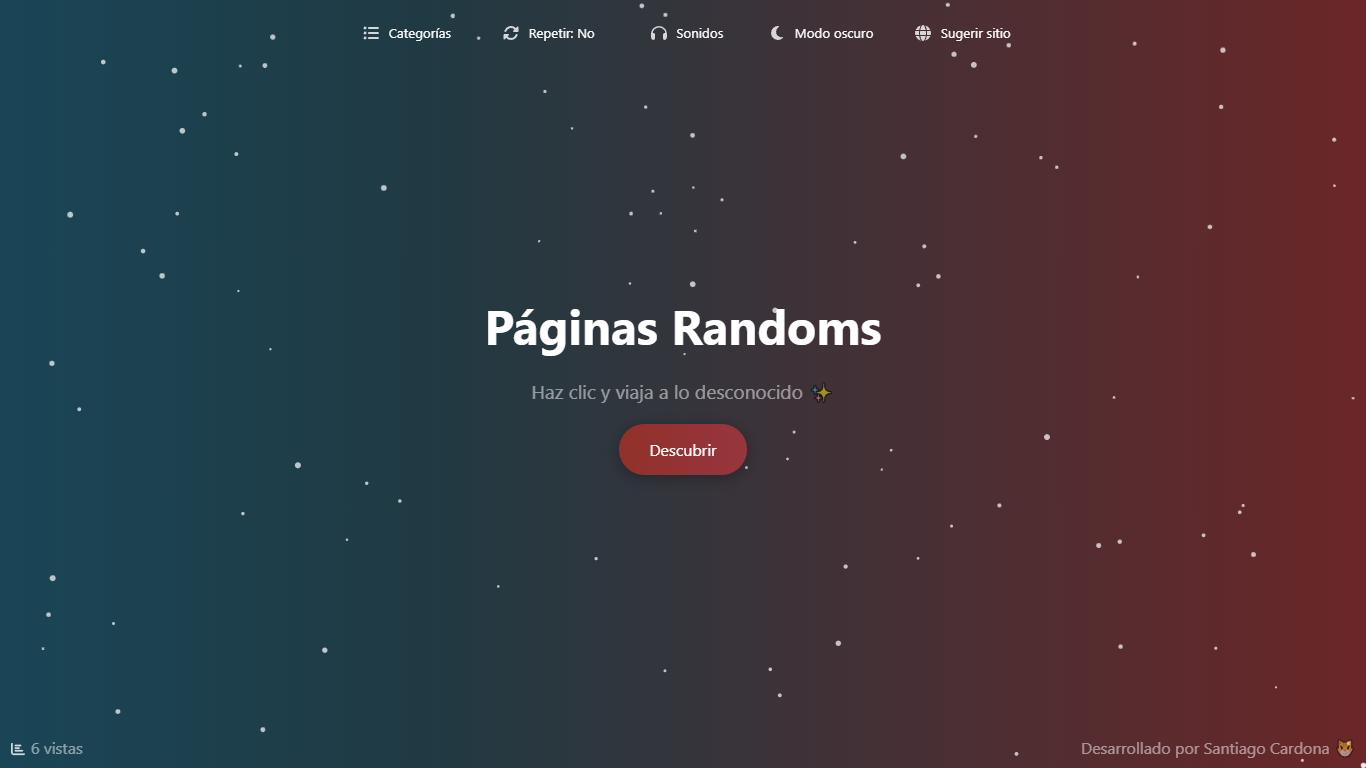 Categorías
Repetir: No
Sonidos
Modo oscuro
Sugerir sitio
Páginas Randoms
Haz clic y viaja a lo desconocido ✨
Descubrir
6 vistas
Desarrollado por Santiago Cardona 🐯